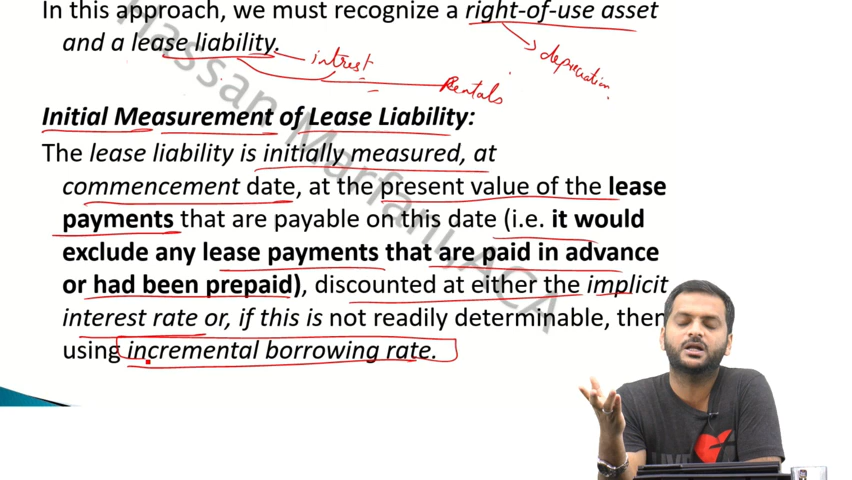 In this approach, we must recognize a right-of-use asset
and a lease liability.
intrest
depreciation
Rentals
Initial Measurement of Lease Liability:
The lease liability is initially measured, at
commencement date, at the present value of the lease
payments that are payable on this date (i.e. it would
exclude any lease payments that are paid in advance
or had been prepaid), discounted at either the implicit
interest rate or, if this is not readily determinable, then
using incremental borrowing rate.
Hassan Marfani, ACA